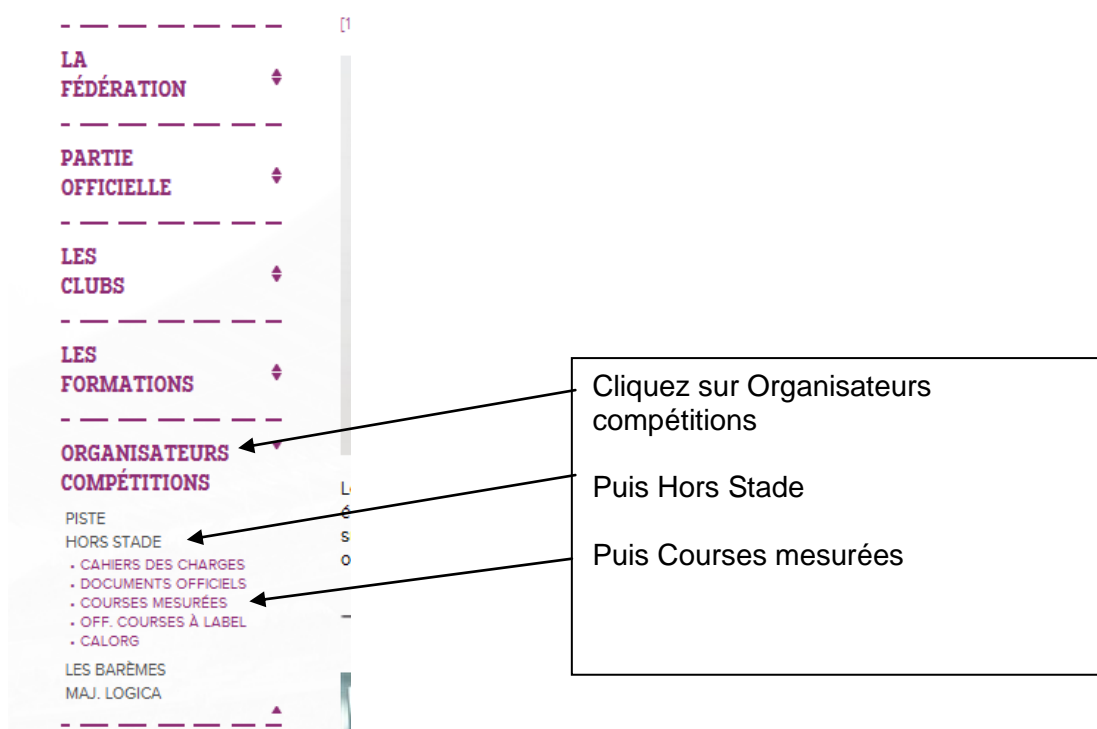 [1
LA
FÉDÉRATION
PARTIE
OFFICIELLE
LES
CLUBS
LES
FORMATIONS
ORGANISATEURS
COMPÉTITIONS
PISTE
HORS STADE
• CAHIERS DES CHARGES
• DOCUMENTS OFFICIELS
• COURSES MESURÉES
• OFF. COURSES À LABEL
• CALORG
LES BARÈMES
MAJ. LOGICA
L
é
s
o
Cliquez sur Organisateurs
compétitions
Puis Hors Stade
Puis Courses mesurées